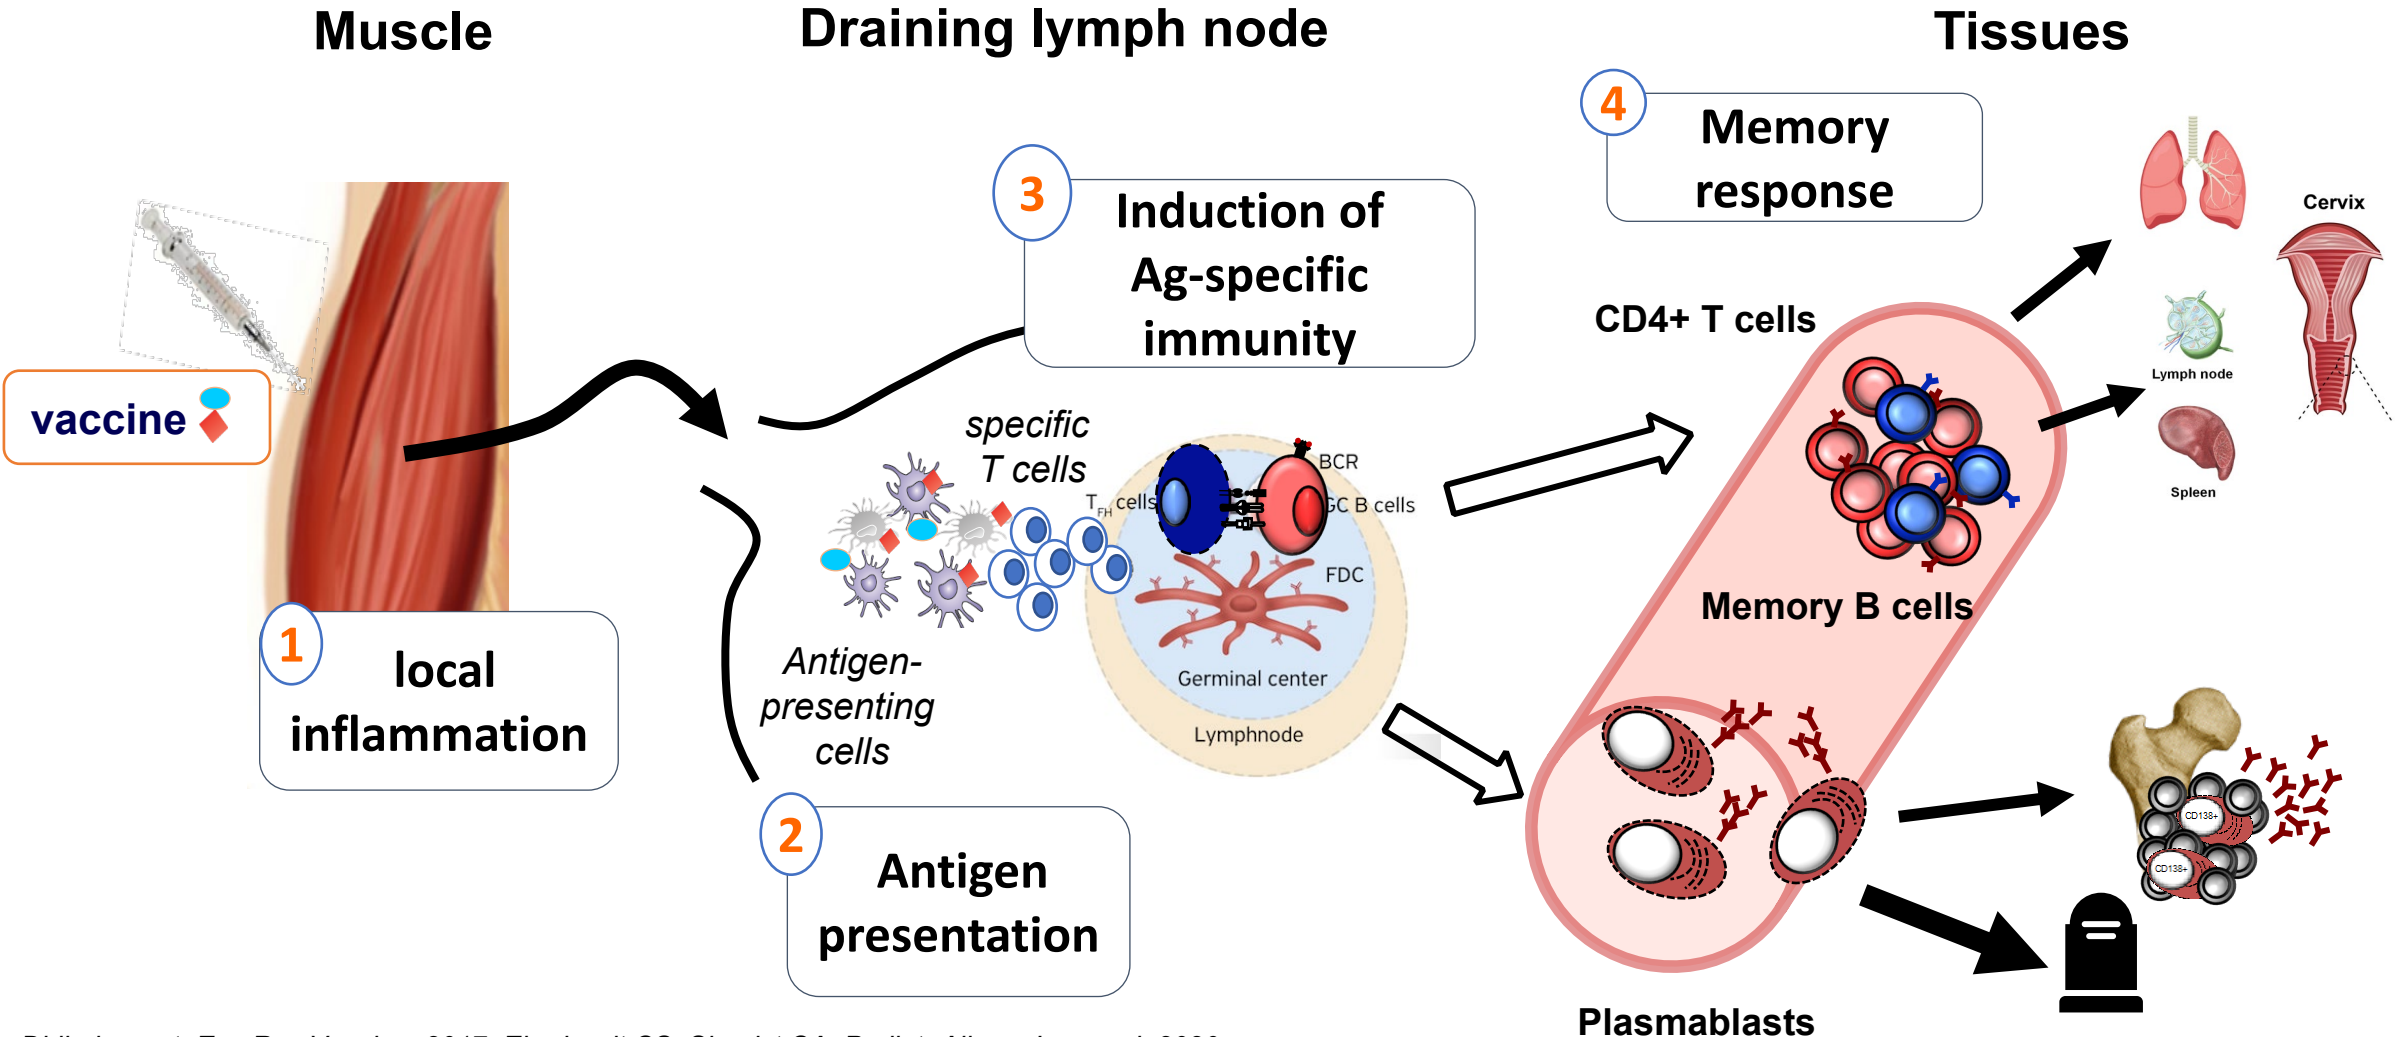 Muscle
Draining lymph node
Tissues
4
Memory
response
3
Induction of
Ag-specific
immunity
Cervix
CD4+ T cells
Lymph node
vaccine
specific
T cells
BCR
TFH cells
GC B cells
Spleen
FDC
Memory B cells
1
local
inflammation
Germinal center
Antigen-
presenting
cells
Lymphnode
2
Antigen
presentation
CD138+
CD138+
Plasmablasts